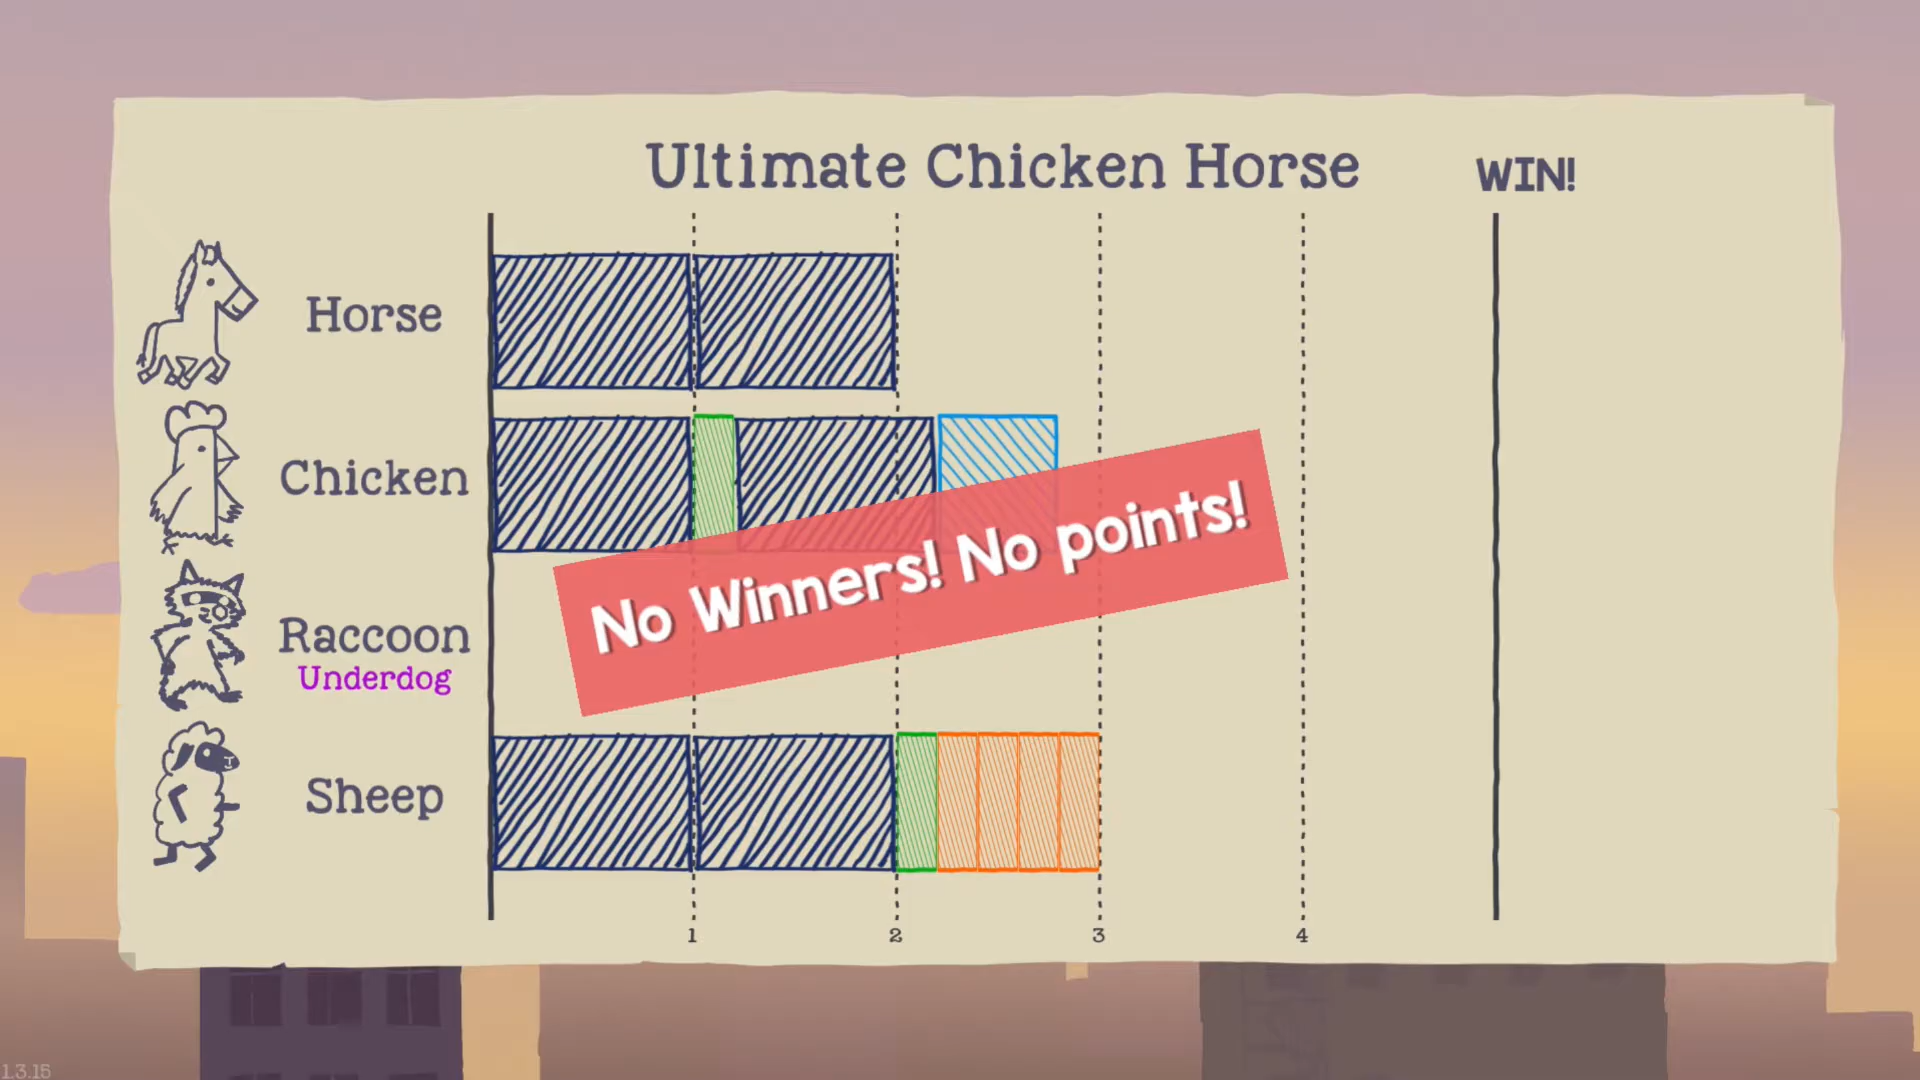 Ultimate Chicken Horse
WIN!
Horse
Chicken
No Winners! No points!
Raccoon
Underdog
Sheep
1 2 3 4
1.3.15